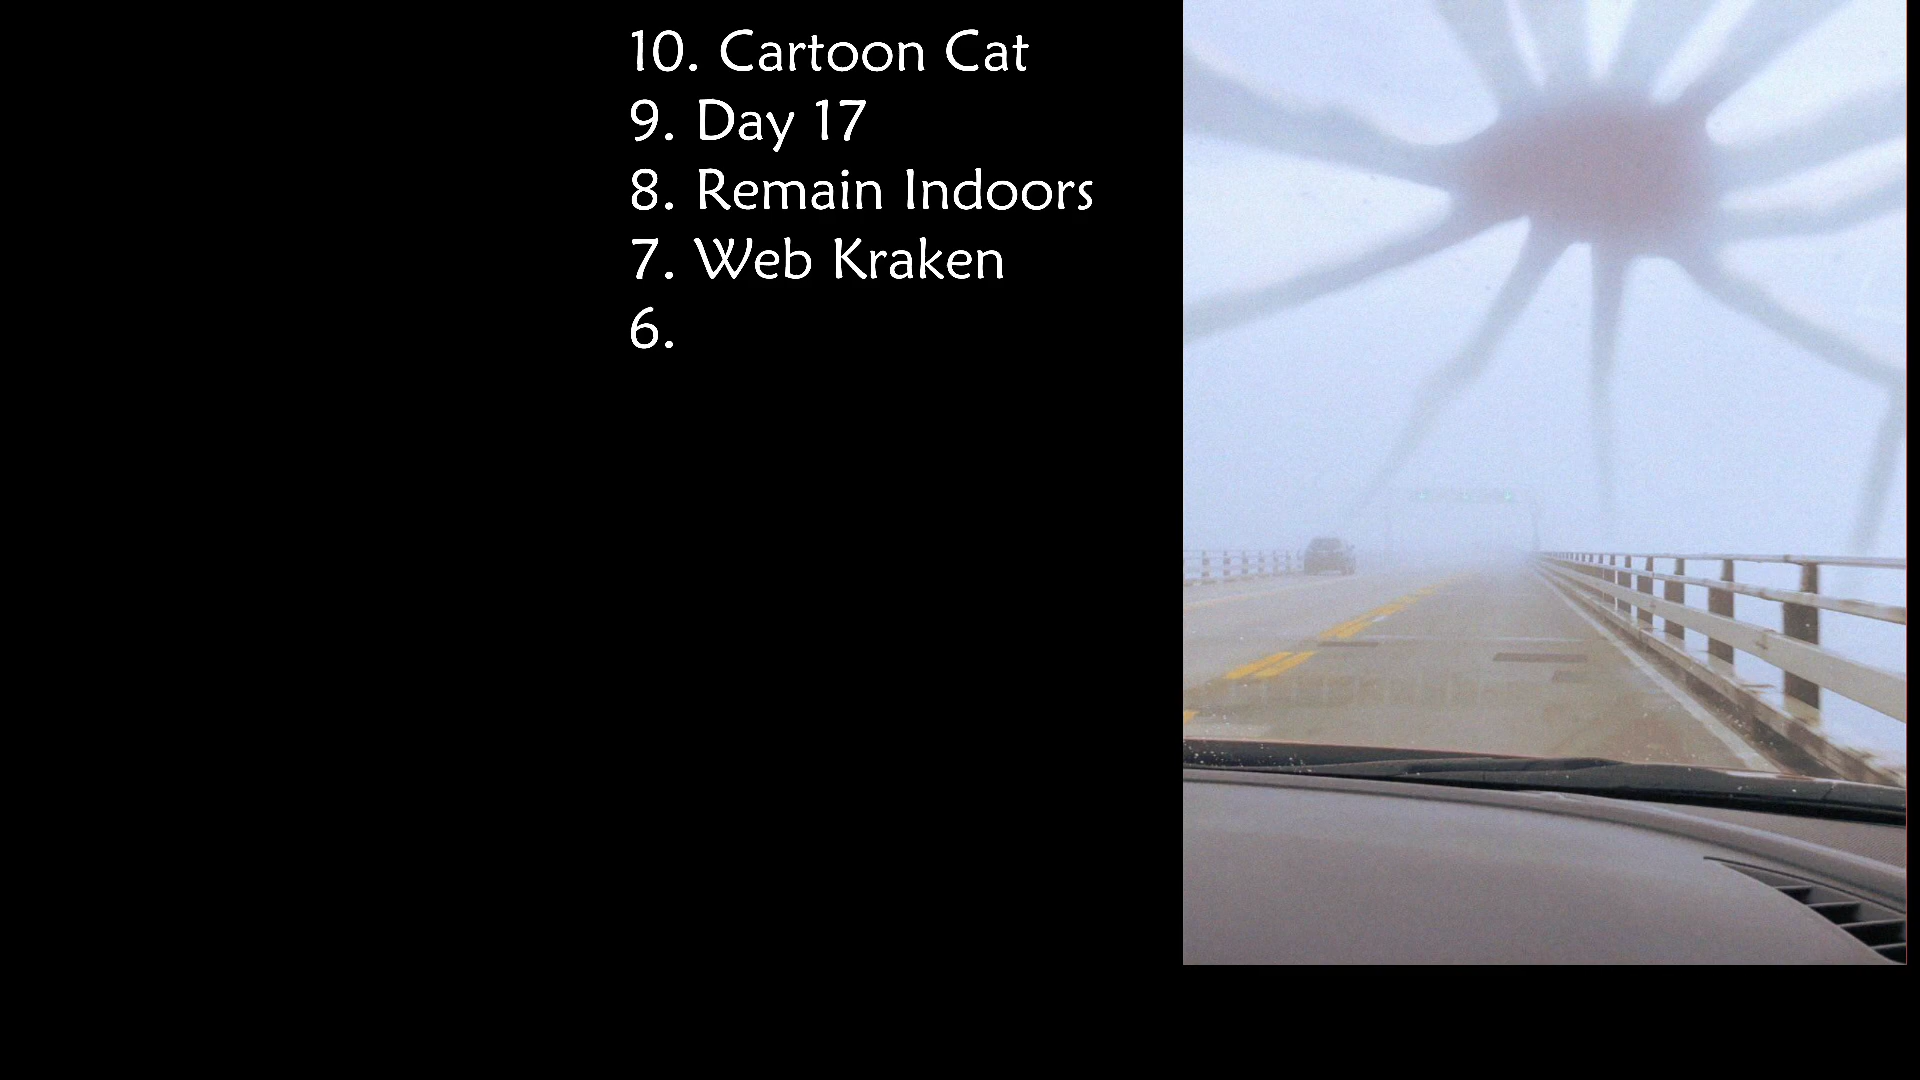 10. Cartoon Cat
9. Day 17
8. Remain Indoors
7. Web Kraken
6.